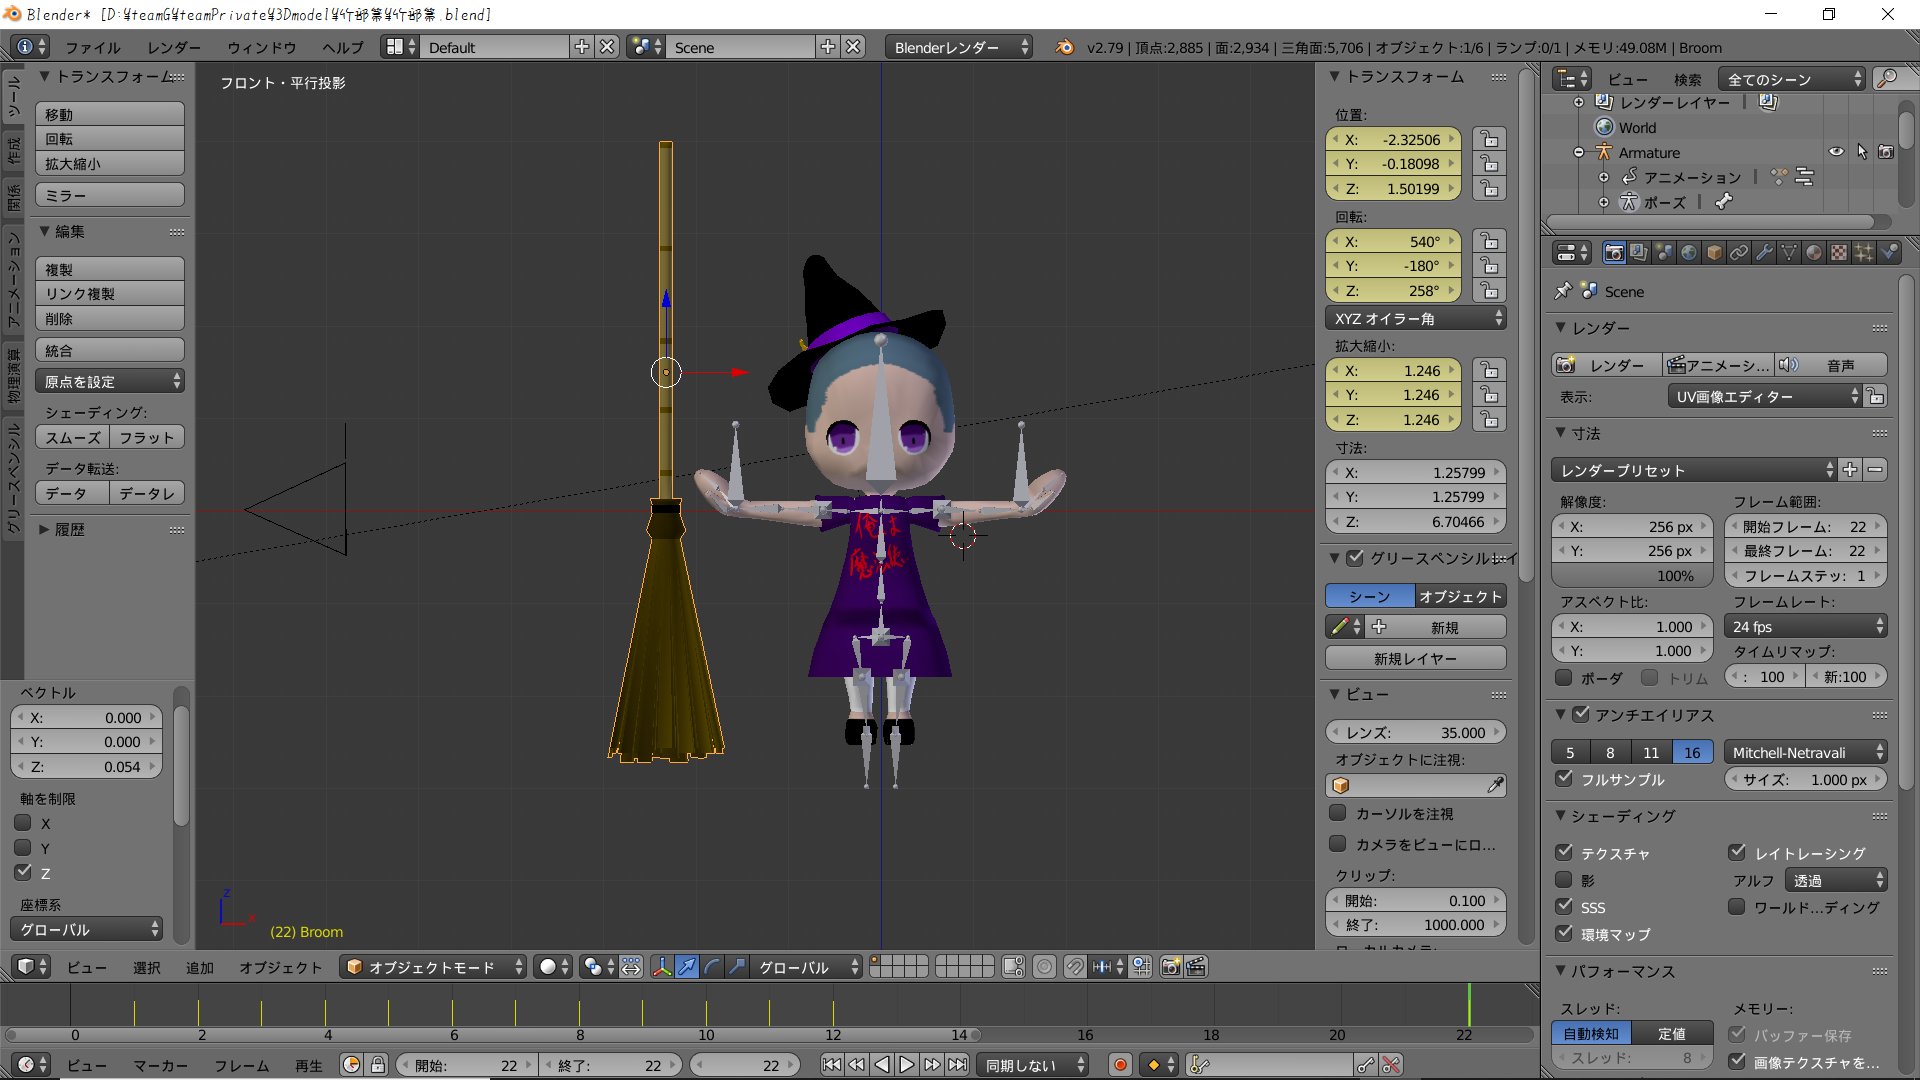 Blender* [D:¥teamG¥teamPrivate¥3Dmodel¥竹部箒¥竹部箒.blend]
ファイル レンダー ウィンドウ ヘルプ Default Scene Blenderレンダー v2.79 | 頂点:2,885 | 面:2,934 | 三角面:5,706 | オブジェクト:1/6 | ランプ:0/1 | メモリ:49.08M | Broom
ツール
作成
関係
アニメーション
物理演算
グリースペンシル
トランスフォーム
移動
回転
拡大縮小
ミラー
編集
複製
リンク複製
削除
統合
原点を設定
シェーディング:
スムーズ フラット
データ転送:
データ データレ
履歴
ベクトル
X: 0.000
Y: 0.000
Z: 0.054
軸を制限
X
Y
Z
座標系
グローバル
フロント・平行投影
俺は
z
x
(22) Broom
トランスフォーム
位置:
X: -2.32506
Y: -0.18098
Z: 1.50199
回転:
X: 540°
Y: -180°
Z: 258°
XYZ オイラー角
拡大縮小:
X: 1.246
Y: 1.246
Z: 1.246
寸法:
X: 1.25799
Y: 1.25799
Z: 6.70466
グリースペンシルレイ
シーン オブジェクト
新規
新規レイヤー
ビュー
レンズ: 35.000
オブジェクトに注視:
カーソルを注視
カメラをビューにロ...
クリップ:
開始: 0.100
終了: 1000.000
ビュー 検索 全てのシーン
レンダーレイヤー |
World
Armature
アニメーション |
ポーズ |
Scene
レンダー
レンダー アニメーシ... 音声
表示: UV画像エディター
寸法
レンダープリセット
解像度: フレーム範囲:
X: 256 px 開始フレーム: 22
Y: 256 px 最終フレーム: 22
100% フレームステッ: 1
アスペクト比: フレームレート:
X: 1.000 24 fps
Y: 1.000 タイムリマップ:
ボーダ トリム : 100 新:100
アンチエイリアス
5 8 11 16 Mitchell-Netravali
フルサンプル サイズ: 1.000 px
シェーディング
テクスチャ レイトレーシング
影 アルフ 透過
SSS ワールド...ディング
環境マップ
パフォーマンス
スレッド: メモリー:
自動検知 定値 バッファー保存
スレッド: 8 画像テクスチャを...
ビュー 選択 追加 オブジェクト オブジェクトモード グローバル
0 2 4 6 8 10 12 14 16 18 20 22
ビュー マーカー フレーム 再生 開始: 22 終了: 22 22 同期しない